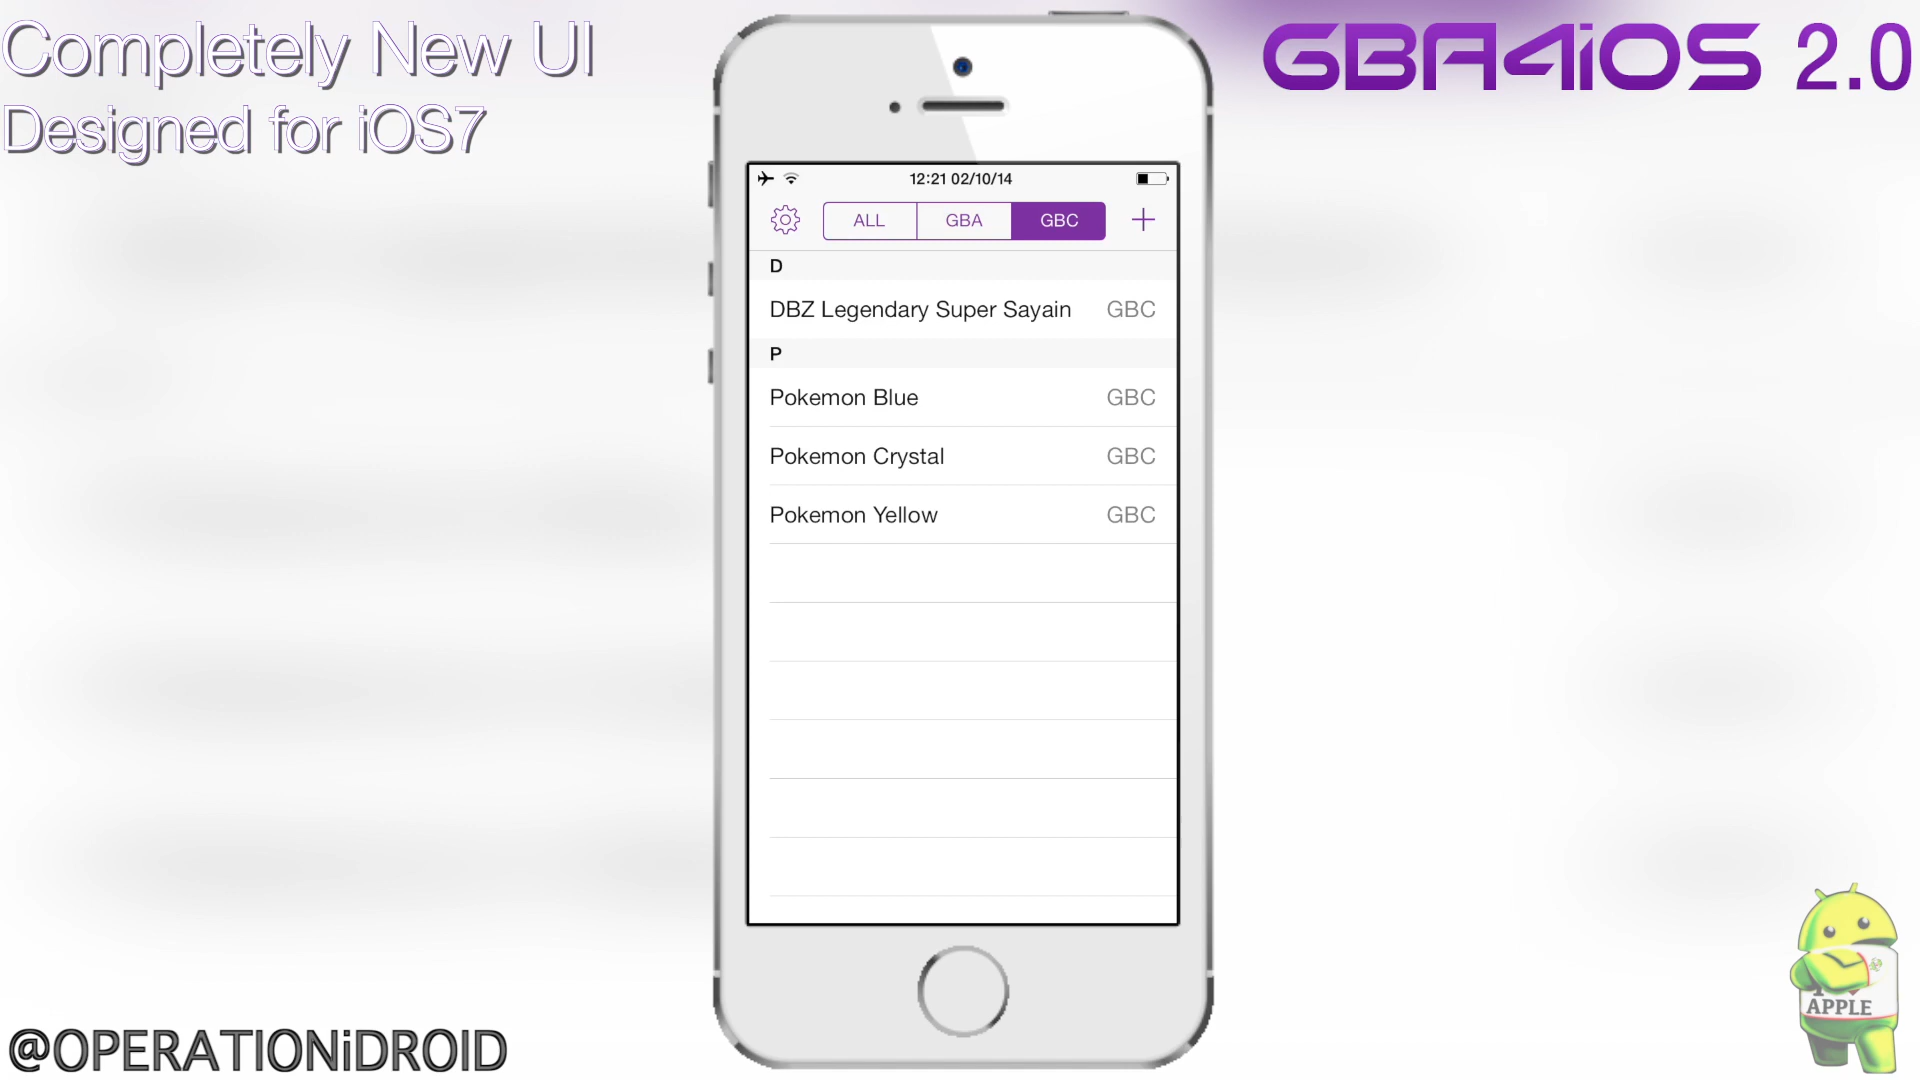 Completely New UI
Designed for iOS7
GBA4iOS 2.0
12:21 02/10/14
ALL GBA GBC
D
DBZ Legendary Super Sayain GBC
P
Pokemon Blue GBC
Pokemon Crystal GBC
Pokemon Yellow GBC
@OPERATIONiDROID
I
APPLE